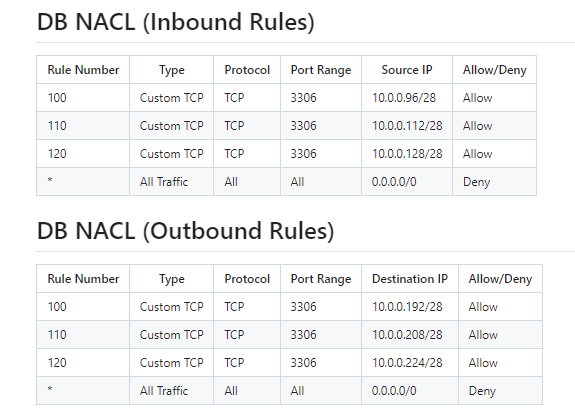 DB NACL (Inbound Rules)
Rule Number Type Protocol Port Range Source IP Allow/Deny
100 Custom TCP TCP 3306 10.0.0.96/28 Allow
110 Custom TCP TCP 3306 10.0.0.112/28 Allow
120 Custom TCP TCP 3306 10.0.0.128/28 Allow
* All Traffic All All 0.0.0.0/0 Deny
DB NACL (Outbound Rules)
Rule Number Type Protocol Port Range Destination IP Allow/Deny
100 Custom TCP TCP 3306 10.0.0.192/28 Allow
110 Custom TCP TCP 3306 10.0.0.208/28 Allow
120 Custom TCP TCP 3306 10.0.0.224/28 Allow
* All Traffic All All 0.0.0.0/0 Deny